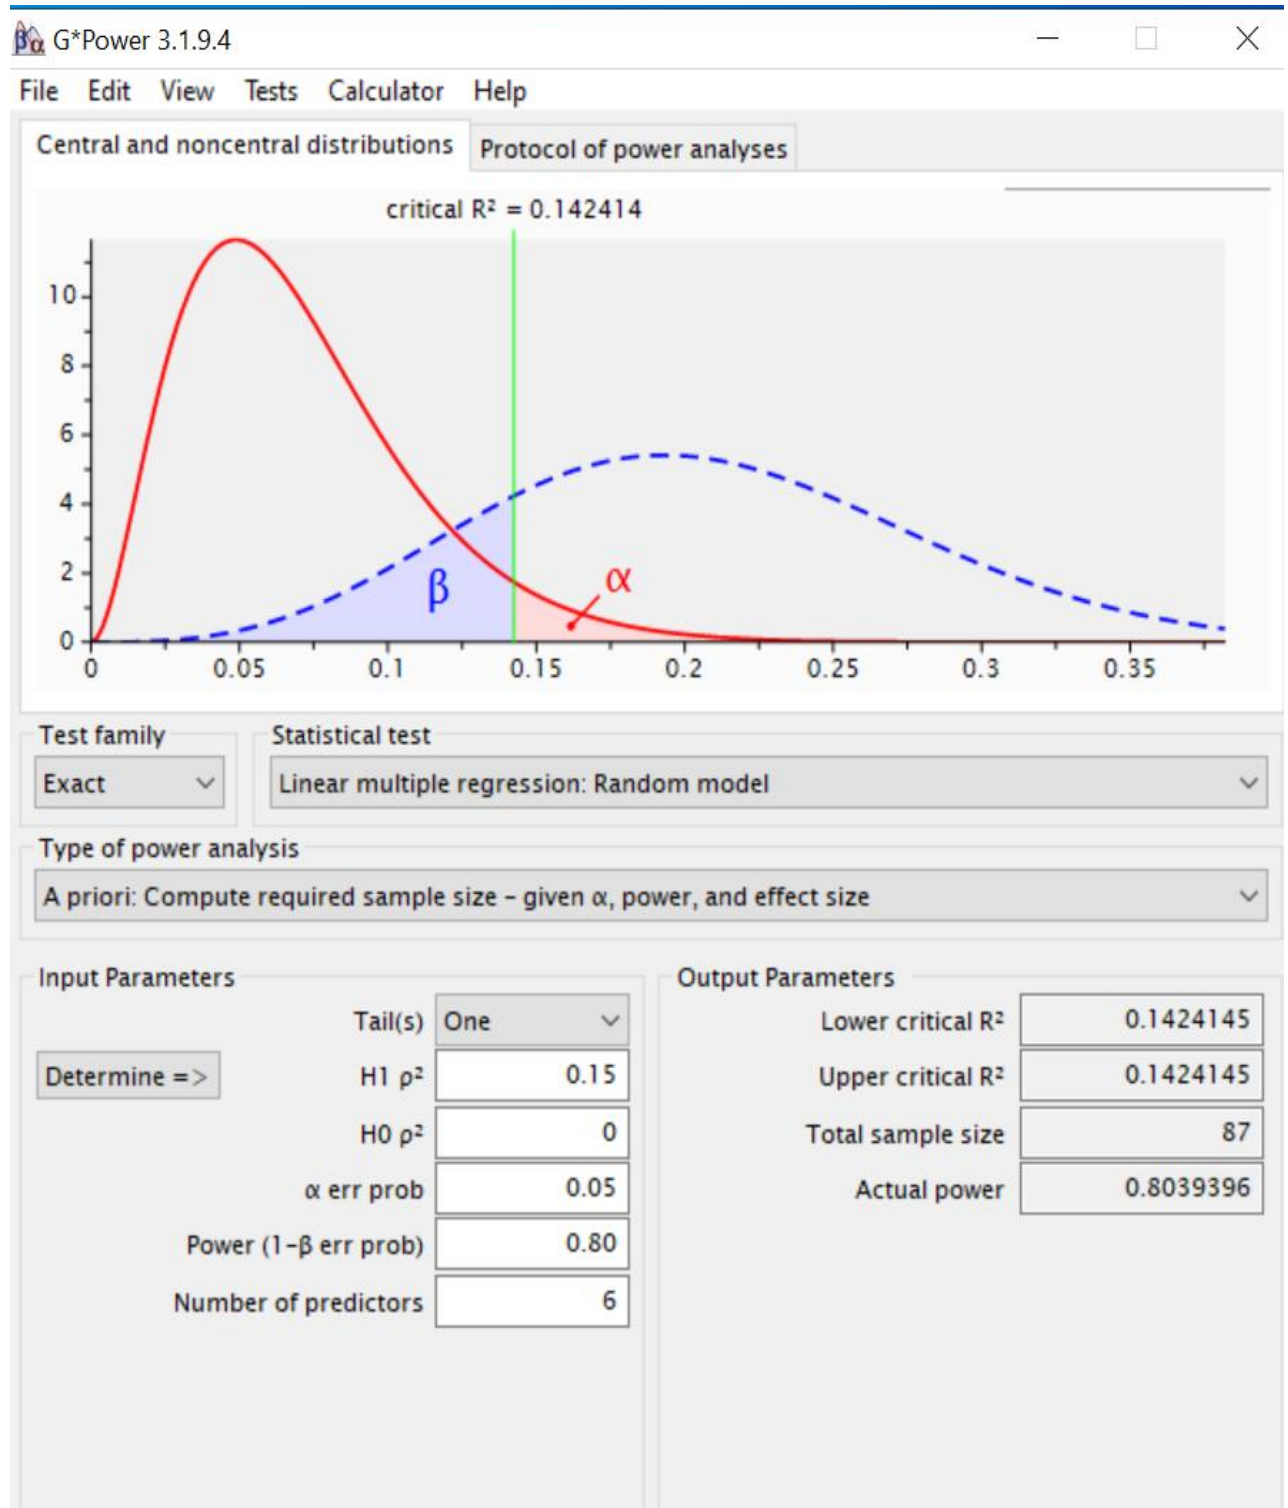 βα G*Power 3.1.9.4
File Edit View Tests Calculator Help
Central and noncentral distributions Protocol of power analyses
critical R² = 0.142414
10
8
6
4
2
0
β
α
0 0.05 0.1 0.15 0.2 0.25 0.3 0.35
Test family Statistical test
Exact Linear multiple regression: Random model
Type of power analysis
A priori: Compute required sample size – given α, power, and effect size
Input Parameters Output Parameters
Tail(s) One Lower critical R² 0.1424145
Determine => H1 ρ² 0.15 Upper critical R² 0.1424145
H0 ρ² 0 Total sample size 87
α err prob 0.05 Actual power 0.8039396
Power (1-β err prob) 0.80
Number of predictors 6